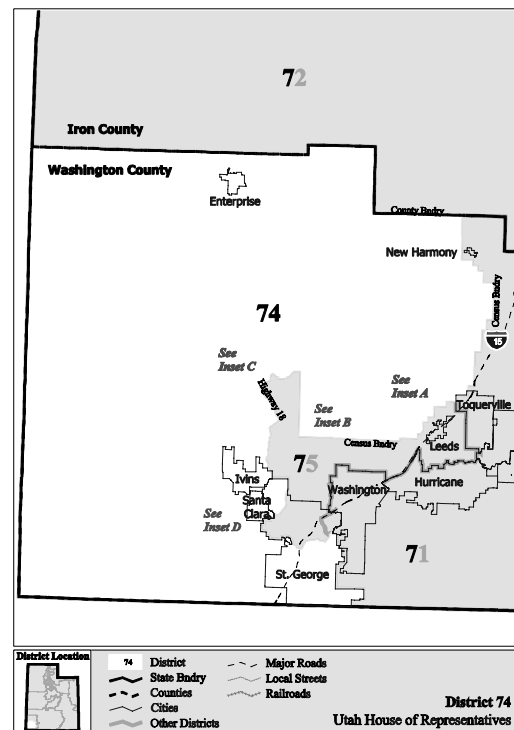 72
Iron County
Washington County
Enterprise
County Bndry
New Harmony
Census Bndry
74
15
See
Inset C
See
Inset A
Highway 18
See
Inset B
Toquerville
Census Bndry
Leeds
75
Ivins
Washington
Hurricane
Santa
Clara
See
Inset D
71
St. George
District Location
74 District
State Bndry
Counties
Cities
Other Districts
Major Roads
Local Streets
Railroads
District 74
Utah House of Representatives